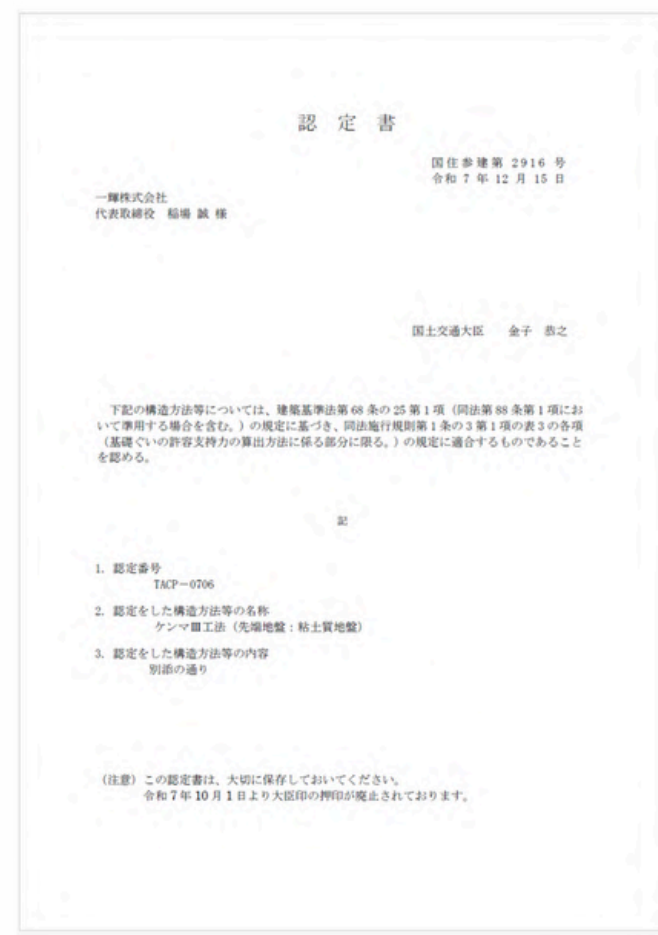 認 定 書
国住参建第 2916 号
令和 7 年 12 月 15 日
一輝株式会社
代表取締役　稲場 誠 様
国土交通大臣　　金子　恭之
下記の構造方法等については、建築基準法第 68 条の 25 第 1 項（同法第 88 条第 1 項にお
いて準用する場合を含む。）の規定に基づき、同法施行規則第 1 条の 3 第 1 項の表 3 の各項
（基礎ぐいの許容支持力の算出方法に係る部分に限る。）の規定に適合するものであること
を認める。
記
1. 認定番号
TACP－0706
2. 認定をした構造方法等の名称
ケンマⅢ工法（先端地盤：粘土質地盤）
3. 認定をした構造方法等の内容
別添の通り
（注意）この認定書は、大切に保存しておいてください。
令和 7 年 10 月 1 日より大臣印の押印が廃止されております。